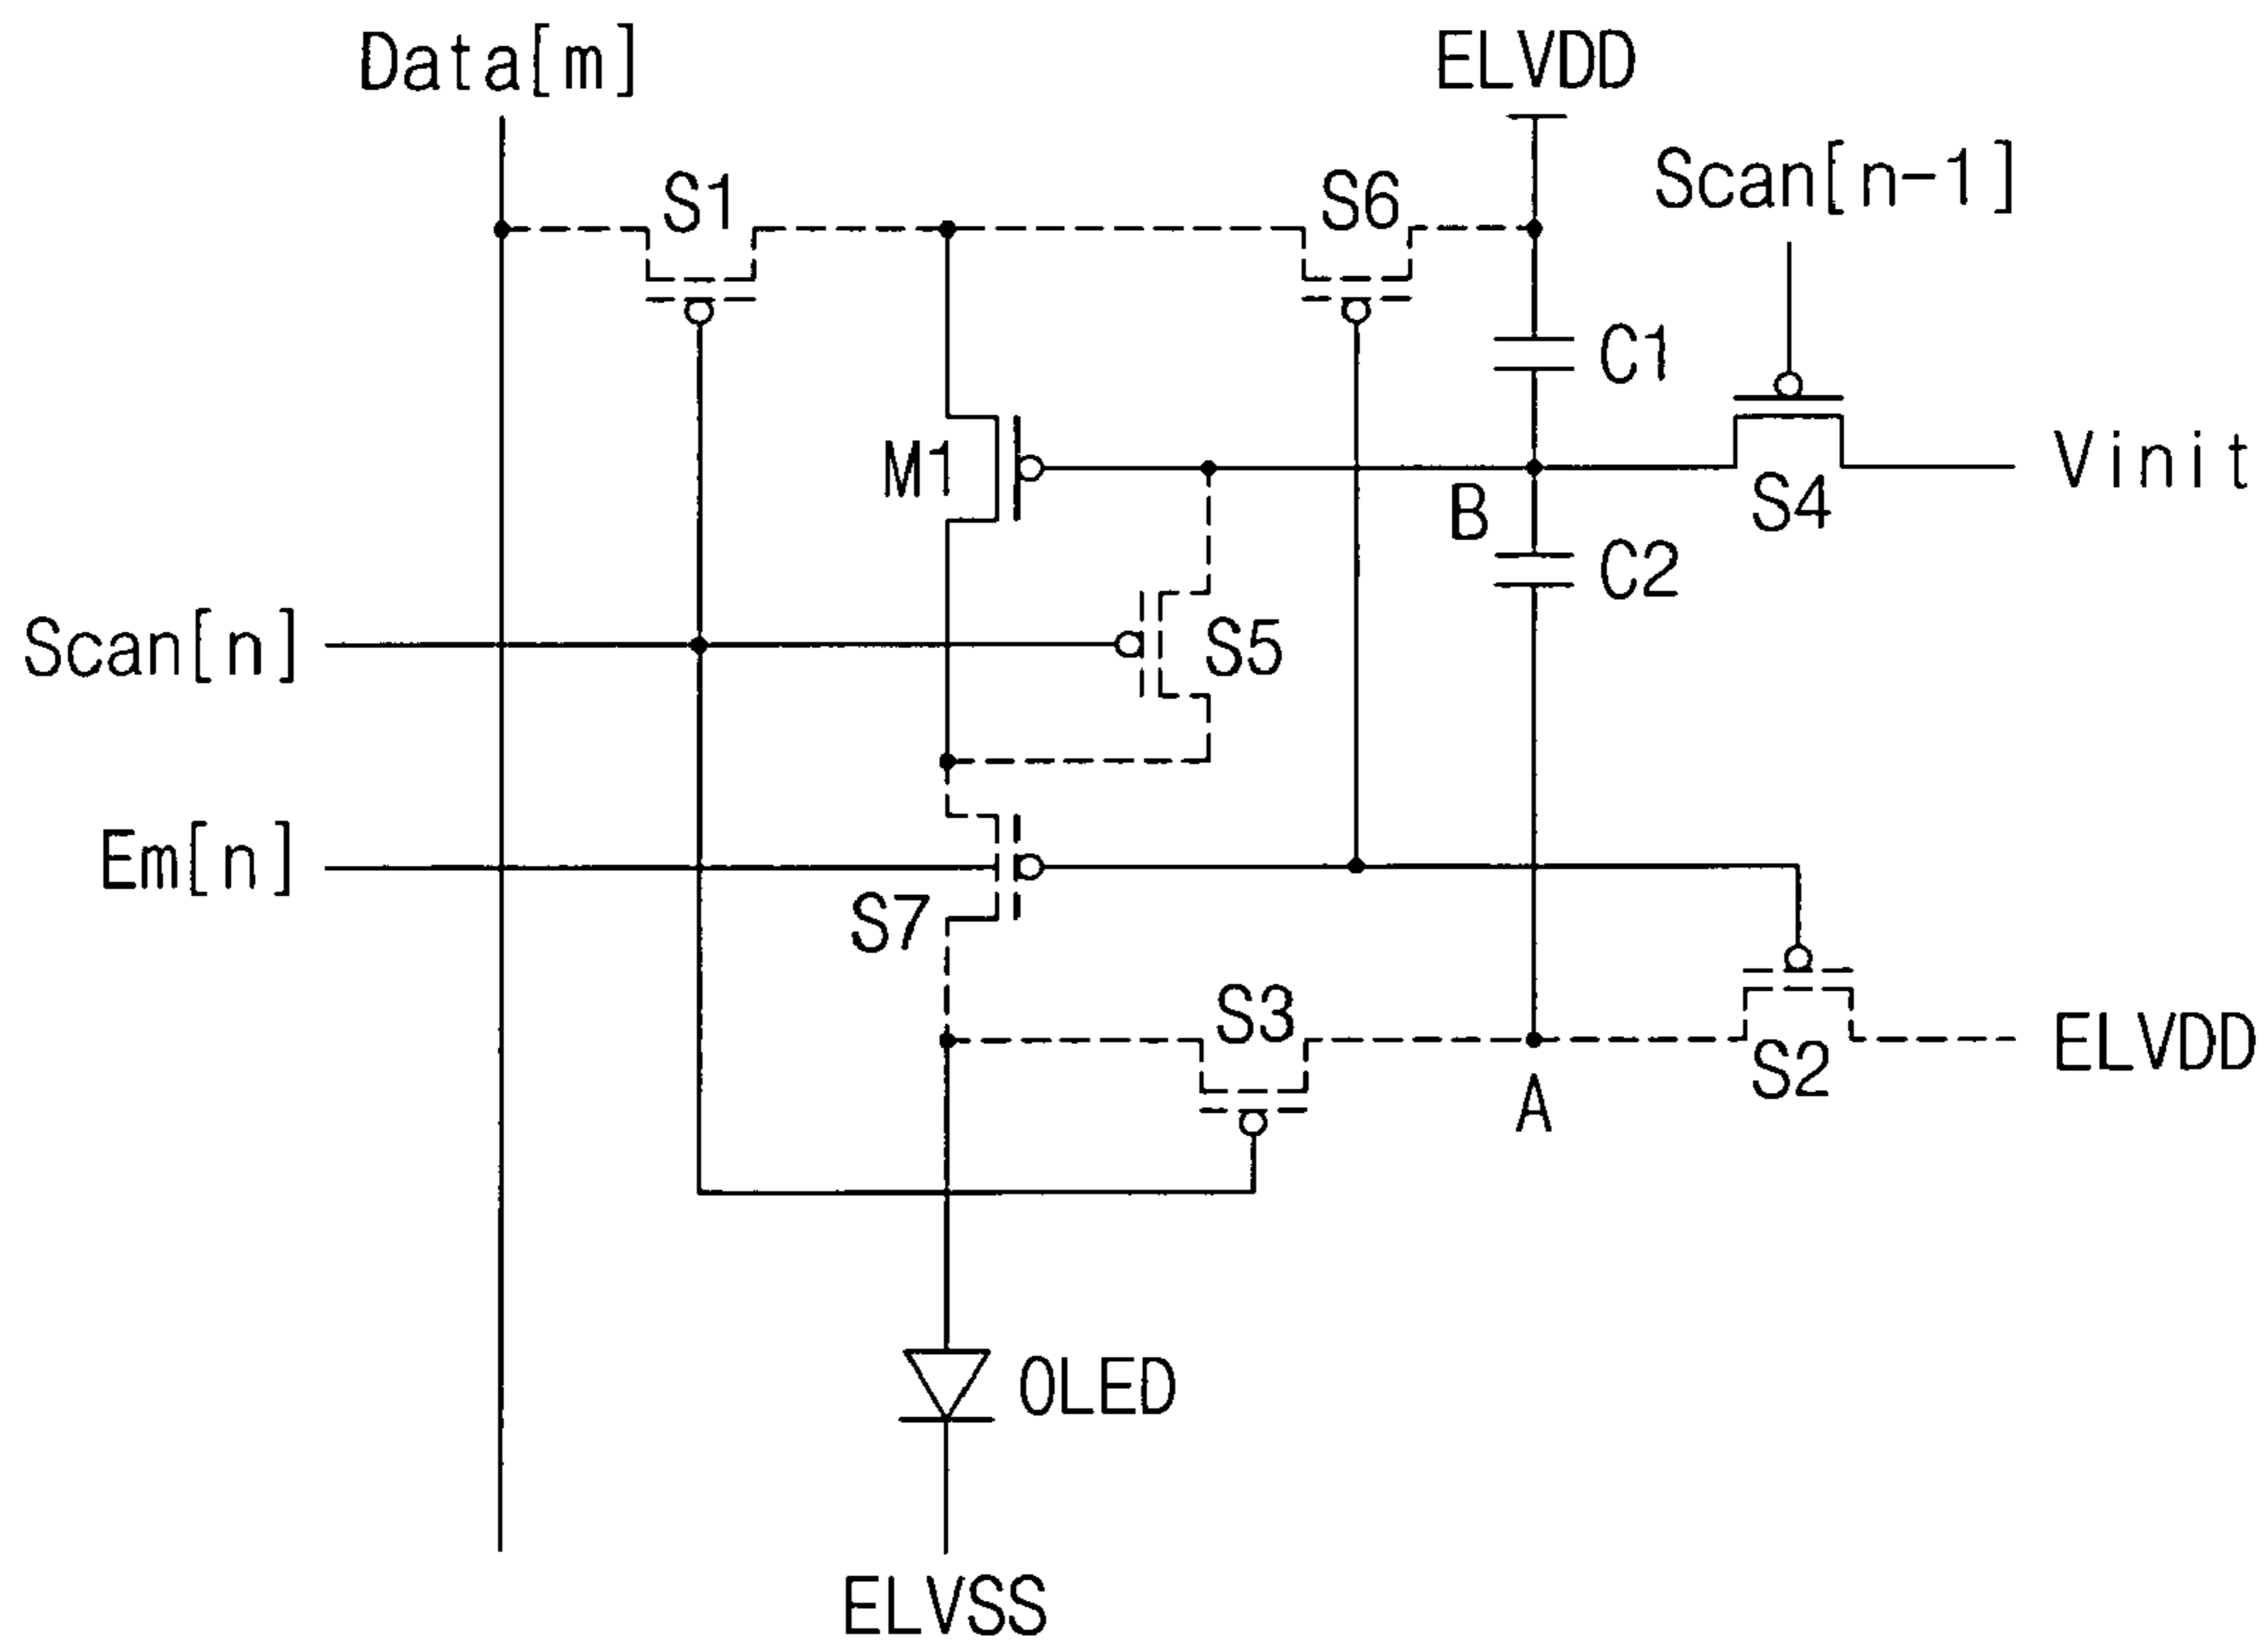 Data[m]
ELVDD
Scan[n-1]
S1
S6
C1
M1
Vinit
B
S4
C2
Scan[n]
S5
Em[n]
S7
S3
ELVDD
S2
A
OLED
ELVSS